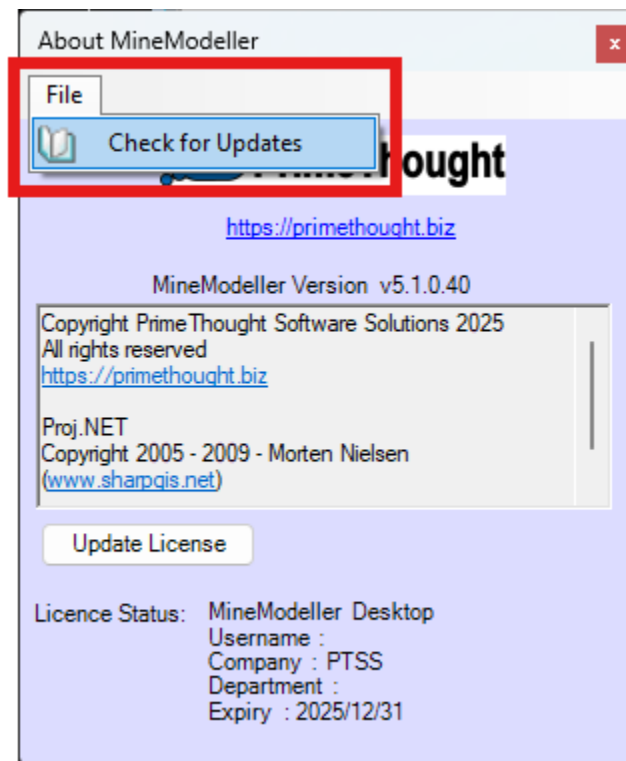 About MineModeller
x
File
Check for Updates
PrimeThought
https://primethought.biz
MineModeller Version v5.1.0.40
Copyright PrimeThought Software Solutions 2025
All rights reserved
https://primethought.biz
Proj.NET
Copyright 2005 - 2009 - Morten Nielsen
(www.sharpgis.net)
Update License
Licence Status: MineModeller Desktop
Username :
Company : PTSS
Department :
Expiry : 2025/12/31